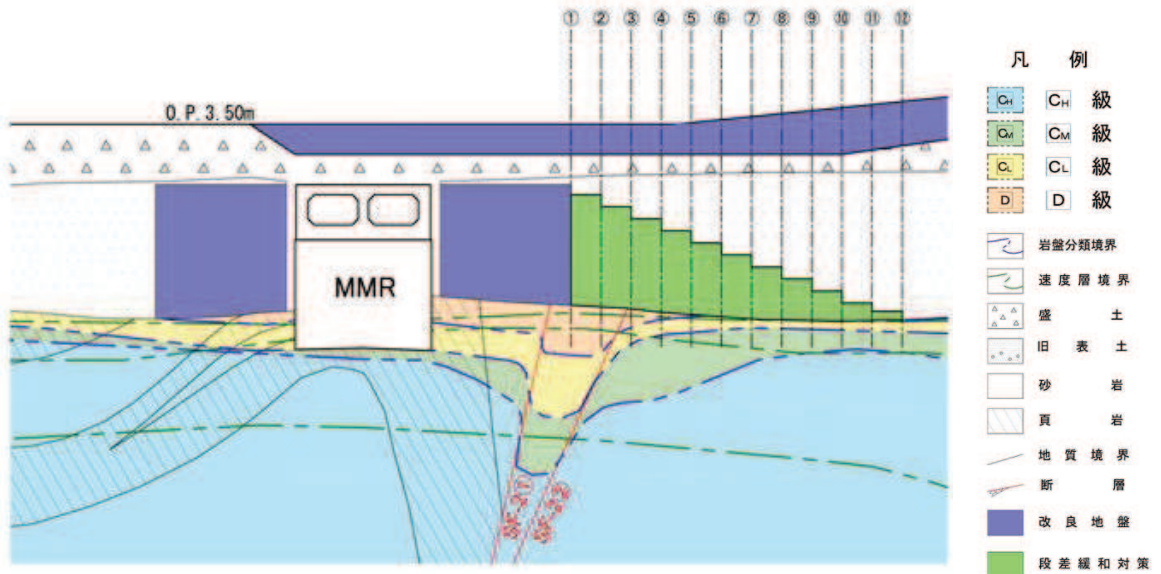 ① ② ③ ④ ⑤ ⑥ ⑦ ⑧ ⑨ ⑩ ⑪ ⑫
O.P.3.50m
MMR
凡 例
CH CH 級
CM CM 級
CL CL 級
D D 級
岩盤分類境界
速度層境界
盛 土
旧 表 土
砂 岩
頁 岩
地 質 境 界
断 層
改 良 地 盤
段 差 緩 和 対 策